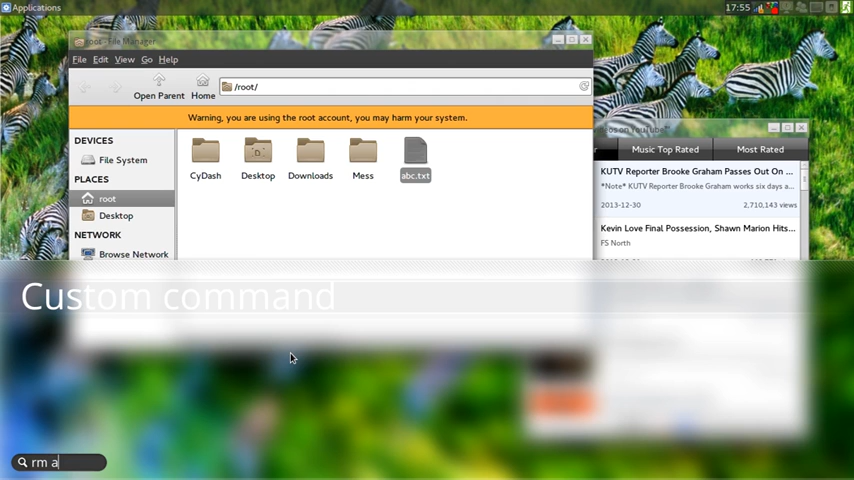 Applications
17:55
root - File Manager
File Edit View Go Help
Open Parent
Home
/root/
Warning, you are using the root account, you may harm your system.
DEVICES
File System
PLACES
root
Desktop
NETWORK
Browse Network
CyDash
Desktop
Downloads
Mess
abc.txt
on YouTube
r
Music Top Rated
Most Rated
KUTV Reporter Brooke Graham Passes Out On ...
*Note* KUTV Reporter Brooke Graham works six days a...
2013-12-30
2,710,143 views
Kevin Love Final Possession, Shawn Marion Hits...
FS North
Custom command
rm a